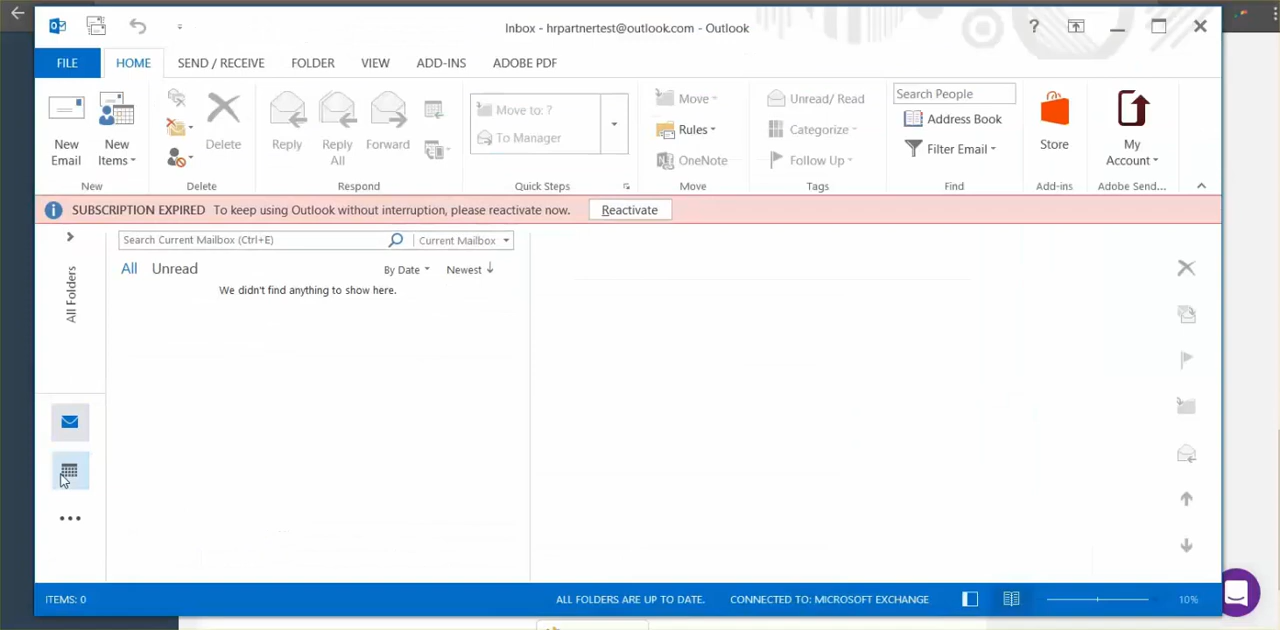 Inbox - hrpartnertest@outlook.com - Outlook
?
FILE HOME SEND / RECEIVE FOLDER VIEW ADD-INS ADOBE PDF
New Email
New Items
Delete
Reply
Reply All
Forward
Move to: ?
To Manager
Move
Rules
OneNote
Unread/ Read
Categorize
Follow Up
Search People
Address Book
Filter Email
Store
My Account
New Delete Respond Quick Steps Move Tags Find Add-ins Adobe Send...
SUBSCRIPTION EXPIRED To keep using Outlook without interruption, please reactivate now. Reactivate
Search Current Mailbox (Ctrl+E) Current Mailbox
All Unread By Date Newest
We didn't find anything to show here.
All Folders
ITEMS: 0 ALL FOLDERS ARE UP TO DATE. CONNECTED TO: MICROSOFT EXCHANGE 10%